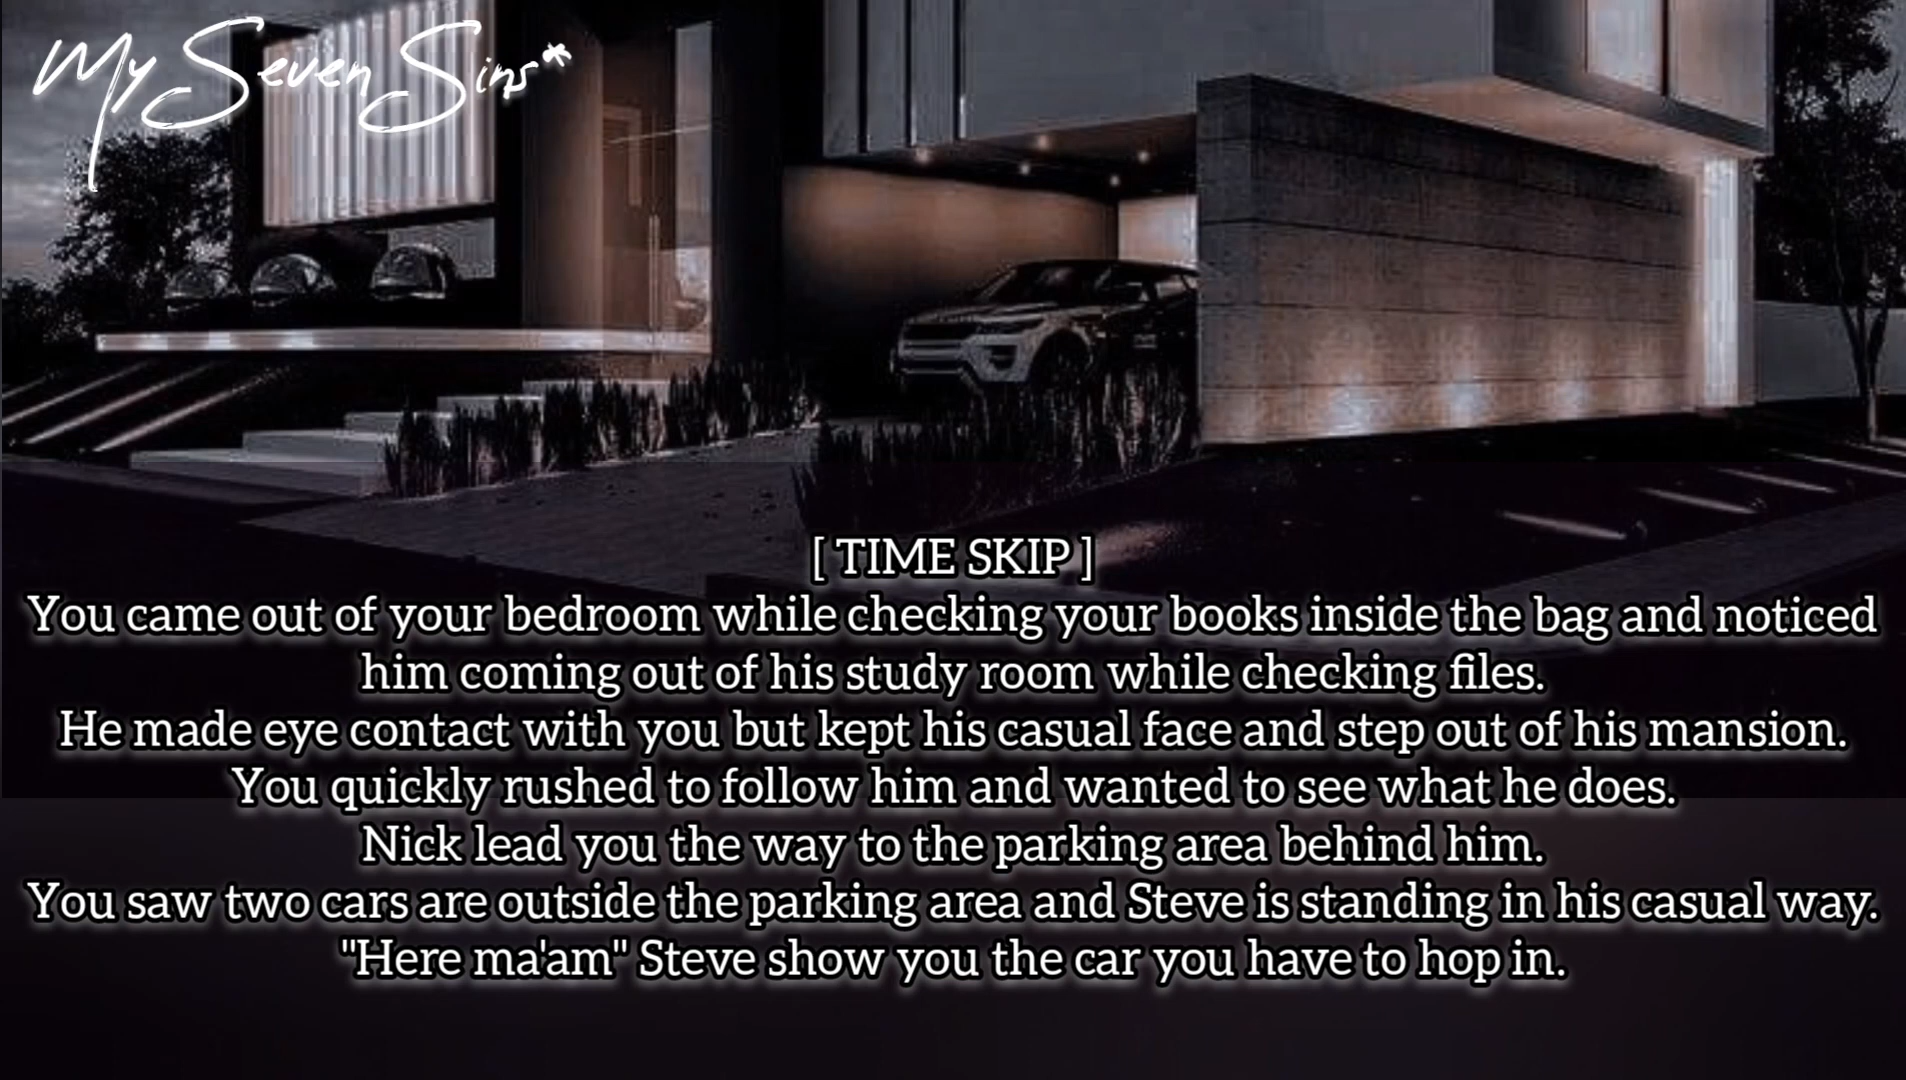 My Seven Sins*
[ TIME SKIP ]
You came out of your bedroom while checking your books inside the bag and noticed
him coming out of his study room while checking files.
He made eye contact with you but kept his casual face and step out of his mansion.
You quickly rushed to follow him and wanted to see what he does.
Nick lead you the way to the parking area behind him.
You saw two cars are outside the parking area and Steve is standing in his casual way.
"Here ma'am" Steve show you the car you have to hop in.